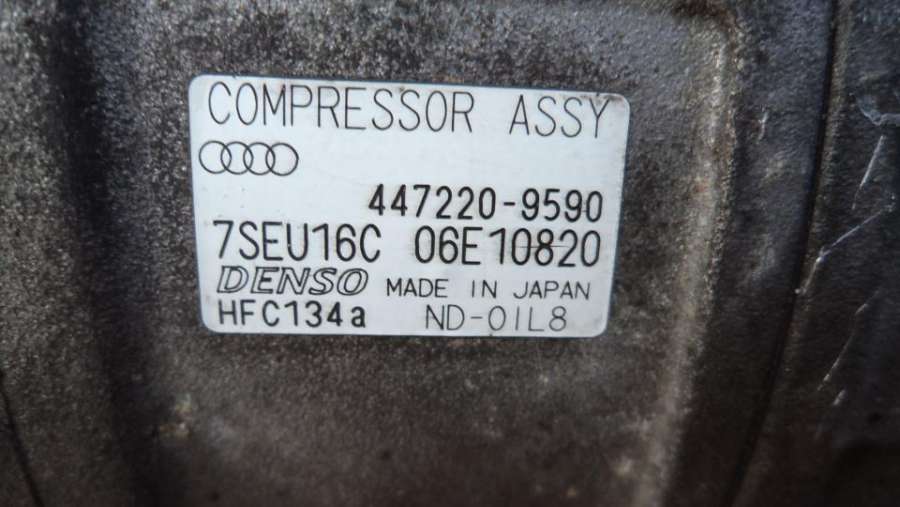 COMPRESSOR ASSY
447220-9590
7SEU16C 06E10820
DENSO MADE IN JAPAN
HFC134a ND-OIL8